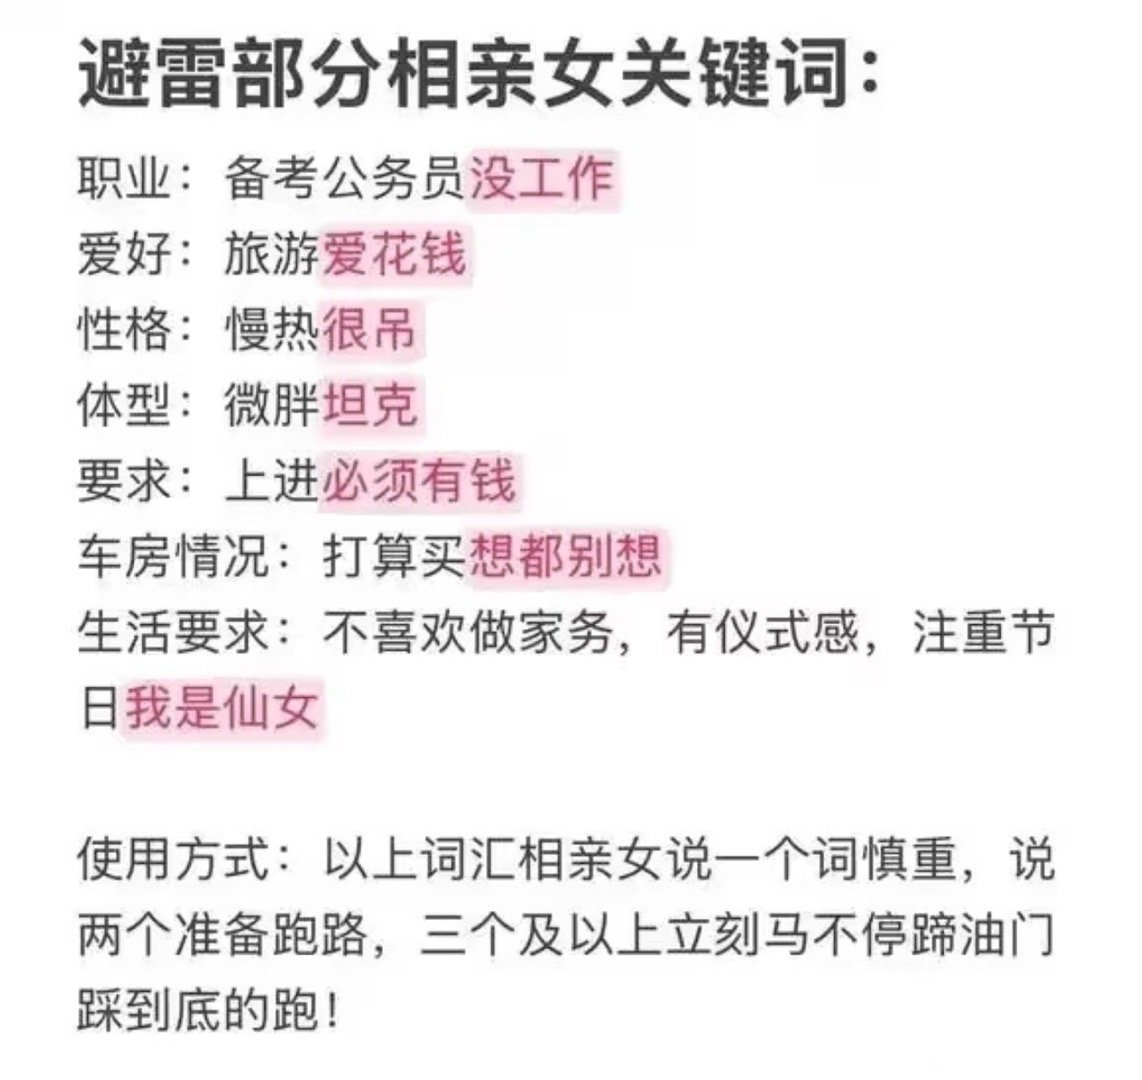 避雷部分相亲女关键词：
职业：备考公务员没工作
爱好：旅游爱花钱
性格：慢热很吊
体型：微胖坦克
要求：上进必须有钱
车房情况：打算买想都别想
生活要求：不喜欢做家务，有仪式感，注重节
日我是仙女
使用方式：以上词汇相亲女说一个词慎重，说
两个准备跑路，三个及以上立刻马不停蹄油门
踩到底的跑！